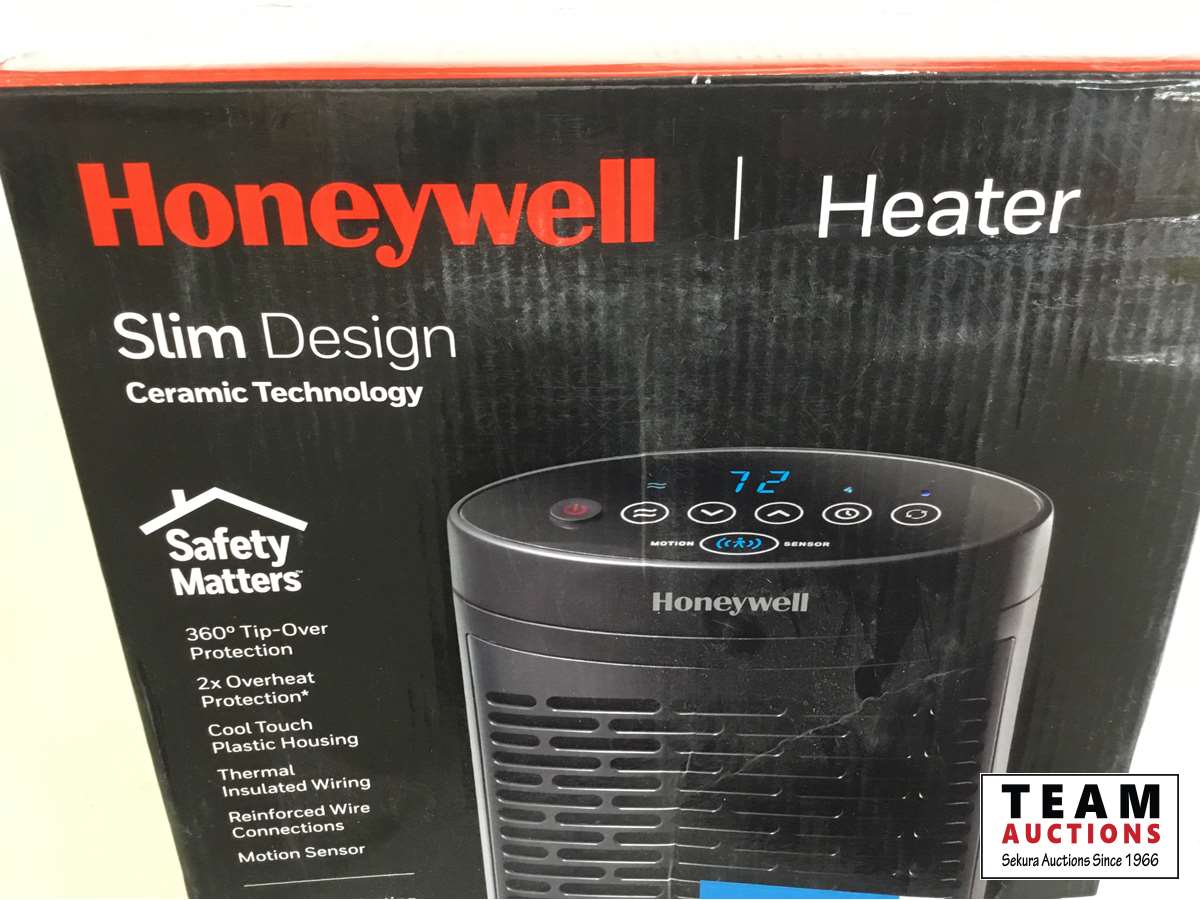 Honeywell | Heater
Slim Design
Ceramic Technology
Safety
Matters™
360° Tip-Over
Protection
2x Overheat
Protection*
Cool Touch
Plastic Housing
Thermal
Insulated Wiring
Reinforced Wire
Connections
Motion Sensor
72
MOTION SENSOR
Honeywell
TEAM
AUCTIONS
Sekura Auctions Since 1966